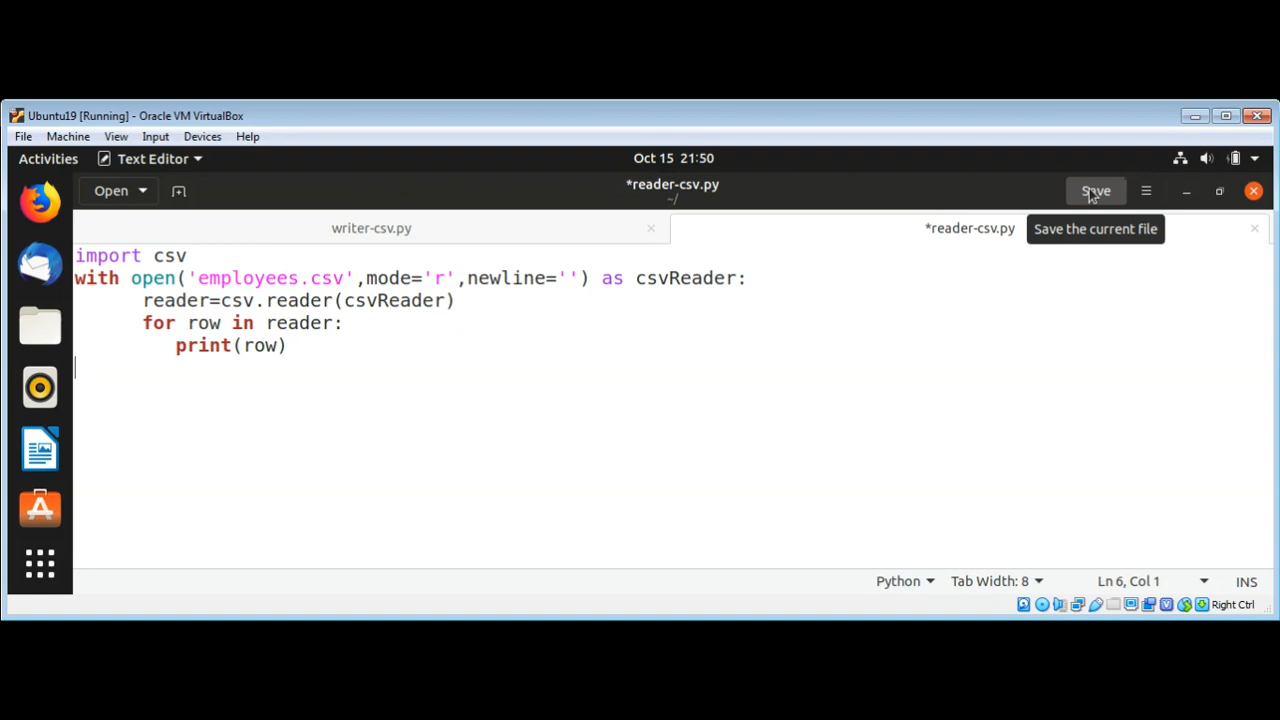 Ubuntu19 [Running] - Oracle VM VirtualBox
File Machine View Input Devices Help
Activities Text Editor Oct 15 21:50
Open *reader-csv.py Save
~/
writer-csv.py *reader-csv.py Save the current file
import csv
with open('employees.csv',mode='r',newline='') as csvReader:
reader=csv.reader(csvReader)
for row in reader:
print(row)
Python Tab Width: 8 Ln 6, Col 1 INS
Right Ctrl